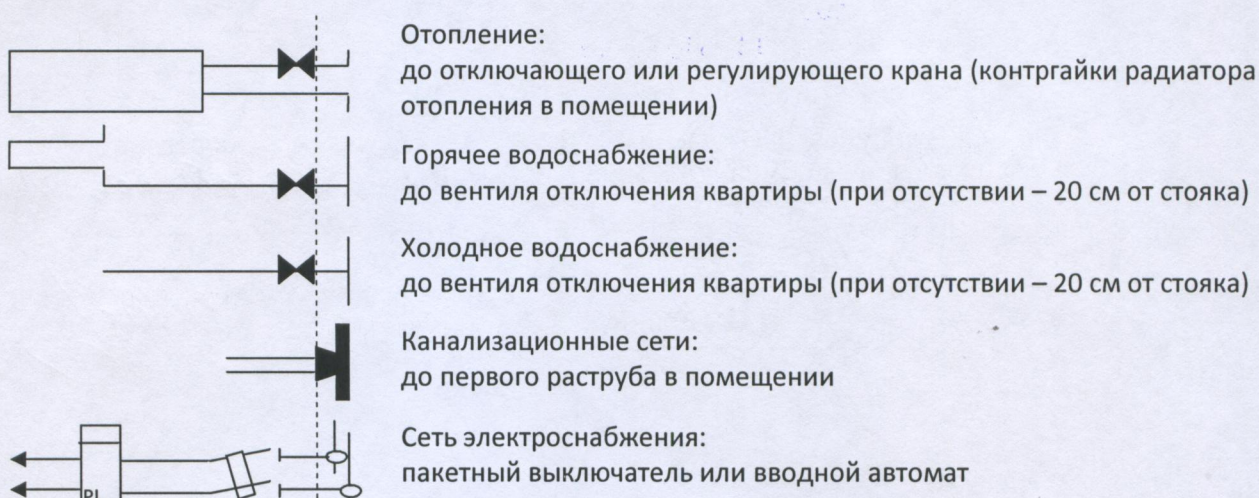 Отопление:
до отключающего или регулирующего крана (контргайки радиатора
отопления в помещении)
Горячее водоснабжение:
до вентиля отключения квартиры (при отсутствии – 20 см от стояка)
Холодное водоснабжение:
до вентиля отключения квартиры (при отсутствии – 20 см от стояка)
Канализационные сети:
до первого раструба в помещении
Сеть электроснабжения:
пакетный выключатель или вводной автомат